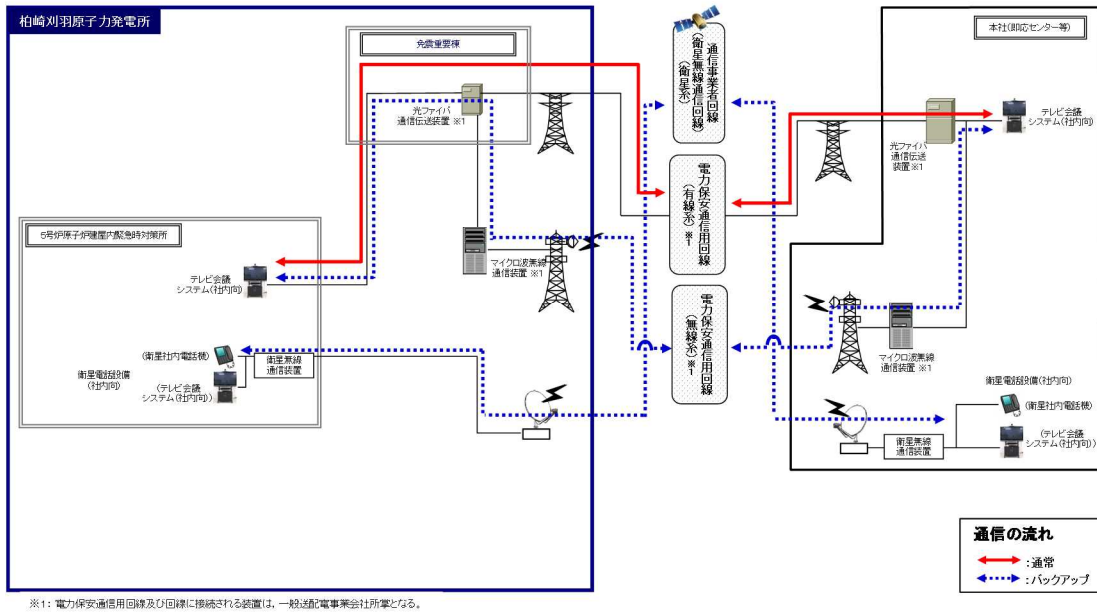 柏崎刈羽原子力発電所
免震重要棟
光ファイバ
通信伝送装置 ※1
5号炉原子炉建屋内緊急時対策所
テレビ会議
システム(社内向)
マイクロ波無線
通信装置 ※1
(衛星社内電話機)
衛星電話設備
(社内向)
(テレビ会議
システム(社内向))
衛星無線
通信装置
通信事業者回線
(衛星無線通信回線)
(衛星系)
電力保安通信用回線
(有線系)※1
電力保安通信用回線
(無線系)※1
本社(即応センター等)
テレビ会議
システム(社内向)
光ファイバ
通信伝送
装置※1
マイクロ波無線
通信装置 ※1
衛星電話設備(社内向)
(衛星社内電話機)
(テレビ会議
システム(社内向))
衛星無線
通信装置
通信の流れ
:通常
:バックアップ
※1: 電力保安通信用回線及び回線に接続される装置は、一般送配電事業会社所掌となる。